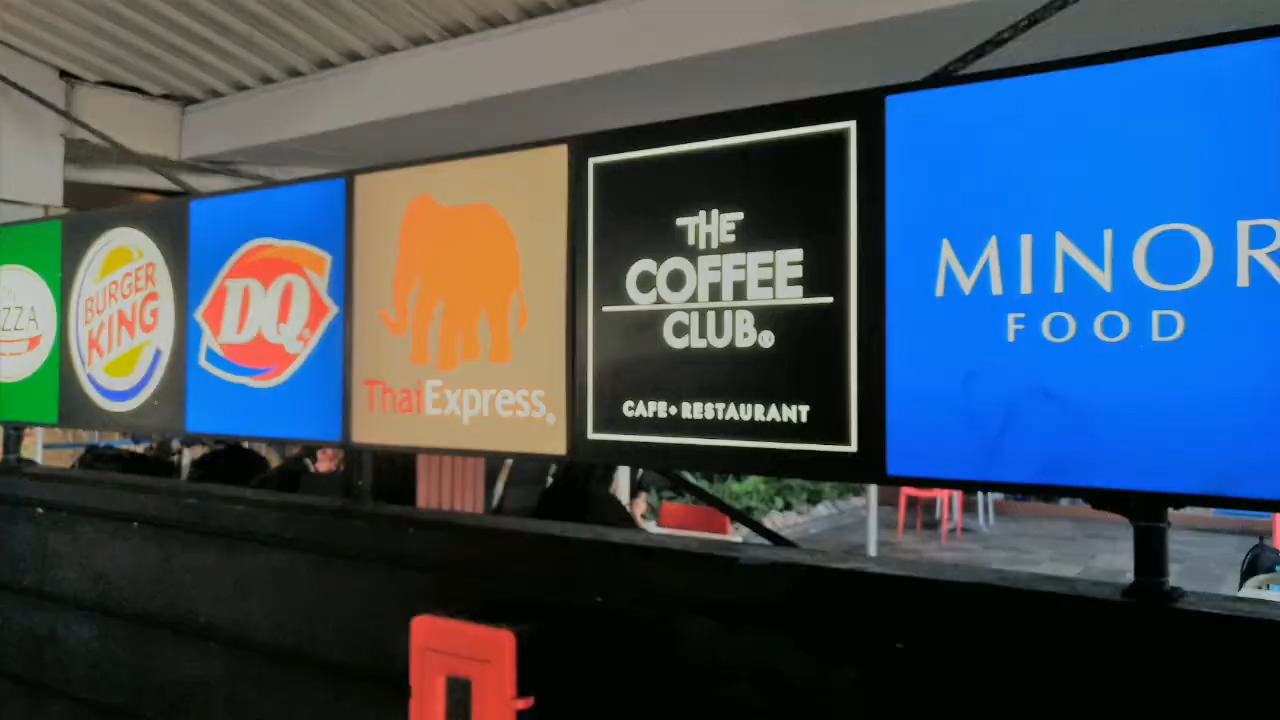 ZZA
BURGER
KING
DQ
ThaiExpress
THE
COFFEE
CLUB®
CAFE • RESTAURANT
MINOR
FOOD